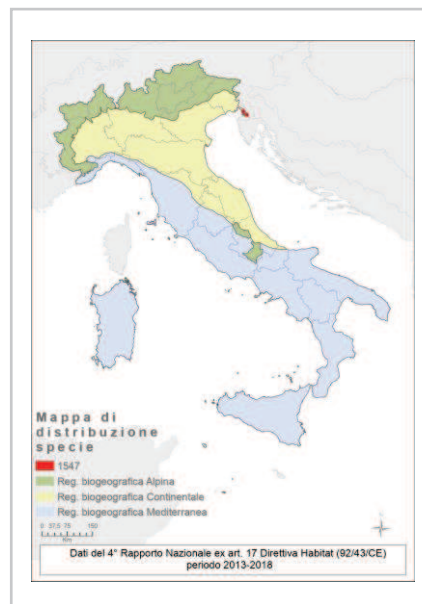 Mappa di
distribuzione
specie
1547
Reg. biogeografica Alpina
Reg. biogeografica Continentale
Reg. biogeografica Mediterranea
0 37,5 75 150
Km
Dati del 4° Rapporto Nazionale ex art. 17 Direttiva Habitat (92/43/CE)
periodo 2013-2018